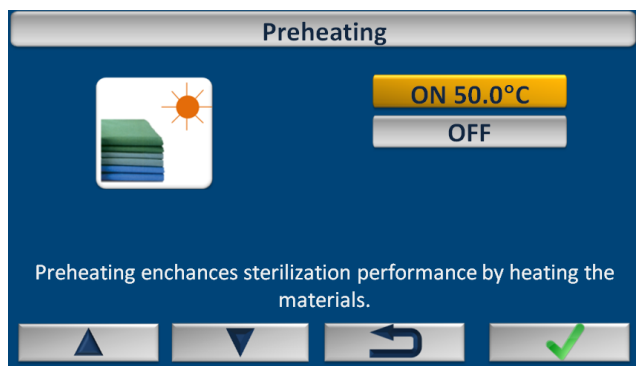 Preheating
ON 50.0°C
OFF
Preheating enchances sterilization performance by heating the
materials.